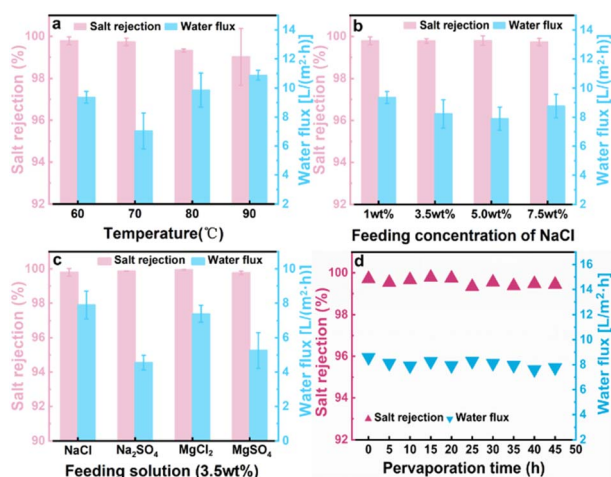 a
Salt rejection
Water flux
Salt rejection (%)
100
98
96
94
92
Water flux [L/(m²·h)]
14
12
10
8
6
4
2
60
70
80
90
Temperature(℃)
b
Salt rejection
Water flux
Salt rejection (%)
100
98
96
94
92
Water flux [L/(m²·h)]
14
12
10
8
6
4
2
1wt%
3.5wt%
5.0wt%
7.5wt%
Feeding concentration of NaCl
c
Salt rejection
Water flux
Salt rejection (%)
100
98
96
94
92
90
Water flux [L/(m²·h)]
10
8
6
4
2
0
NaCl
Na₂SO₄
MgCl₂
MgSO₄
Feeding solution (3.5wt%)
d
Salt rejection (%)
100
98
96
94
92
Water flux [L/(m²·h)]
16
14
12
10
8
6
4
2
Salt rejection
Water flux
0
5
10
15
20
25
30
35
40
45
50
Pervaporation time (h)